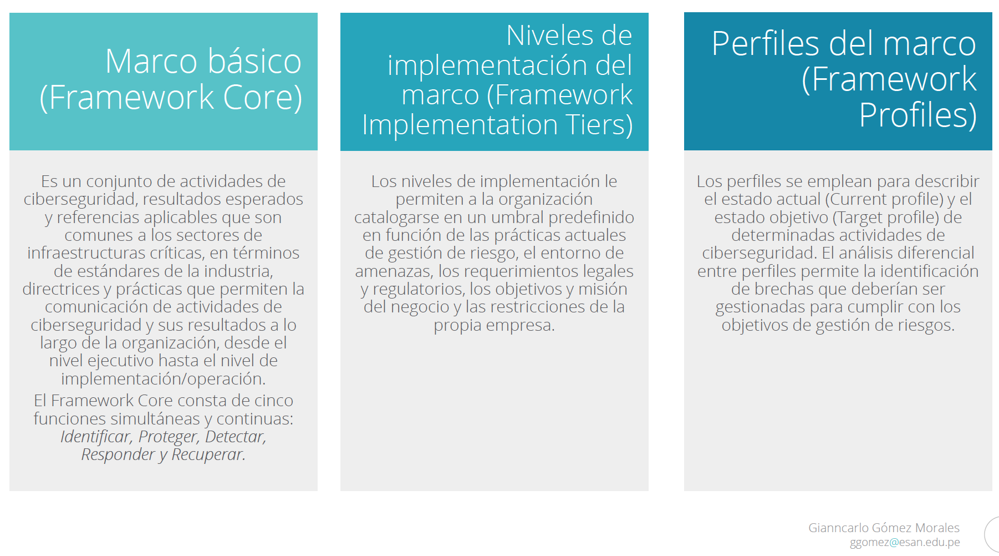 Marco básico
(Framework Core)
Es un conjunto de actividades de
ciberseguridad, resultados esperados
y referencias aplicables que son
comunes a los sectores de
infraestructuras críticas, en términos
de estándares de la industria,
directrices y prácticas que permiten la
comunicación de actividades de
ciberseguridad y sus resultados a lo
largo de la organización, desde el
nivel ejecutivo hasta el nivel de
implementación/operación.
El Framework Core consta de cinco
funciones simultáneas y continuas:
Identificar, Proteger, Detectar,
Responder y Recuperar.
Niveles de
implementación del
marco (Framework
Implementation Tiers)
Los niveles de implementación le
permiten a la organización
catalogarse en un umbral predefinido
en función de las prácticas actuales
de gestión de riesgo, el entorno de
amenazas, los requerimientos legales
y regulatorios, los objetivos y misión
del negocio y las restricciones de la
propia empresa.
Perfiles del marco
(Framework
Profiles)
Los perfiles se emplean para describir
el estado actual (Current profile) y el
estado objetivo (Target profile) de
determinadas actividades de
ciberseguridad. El análisis diferencial
entre perfiles permite la identificación
de brechas que deberían ser
gestionadas para cumplir con los
objetivos de gestión de riesgos.
Gianncarlo Gómez Morales
ggomez@esan.edu.pe